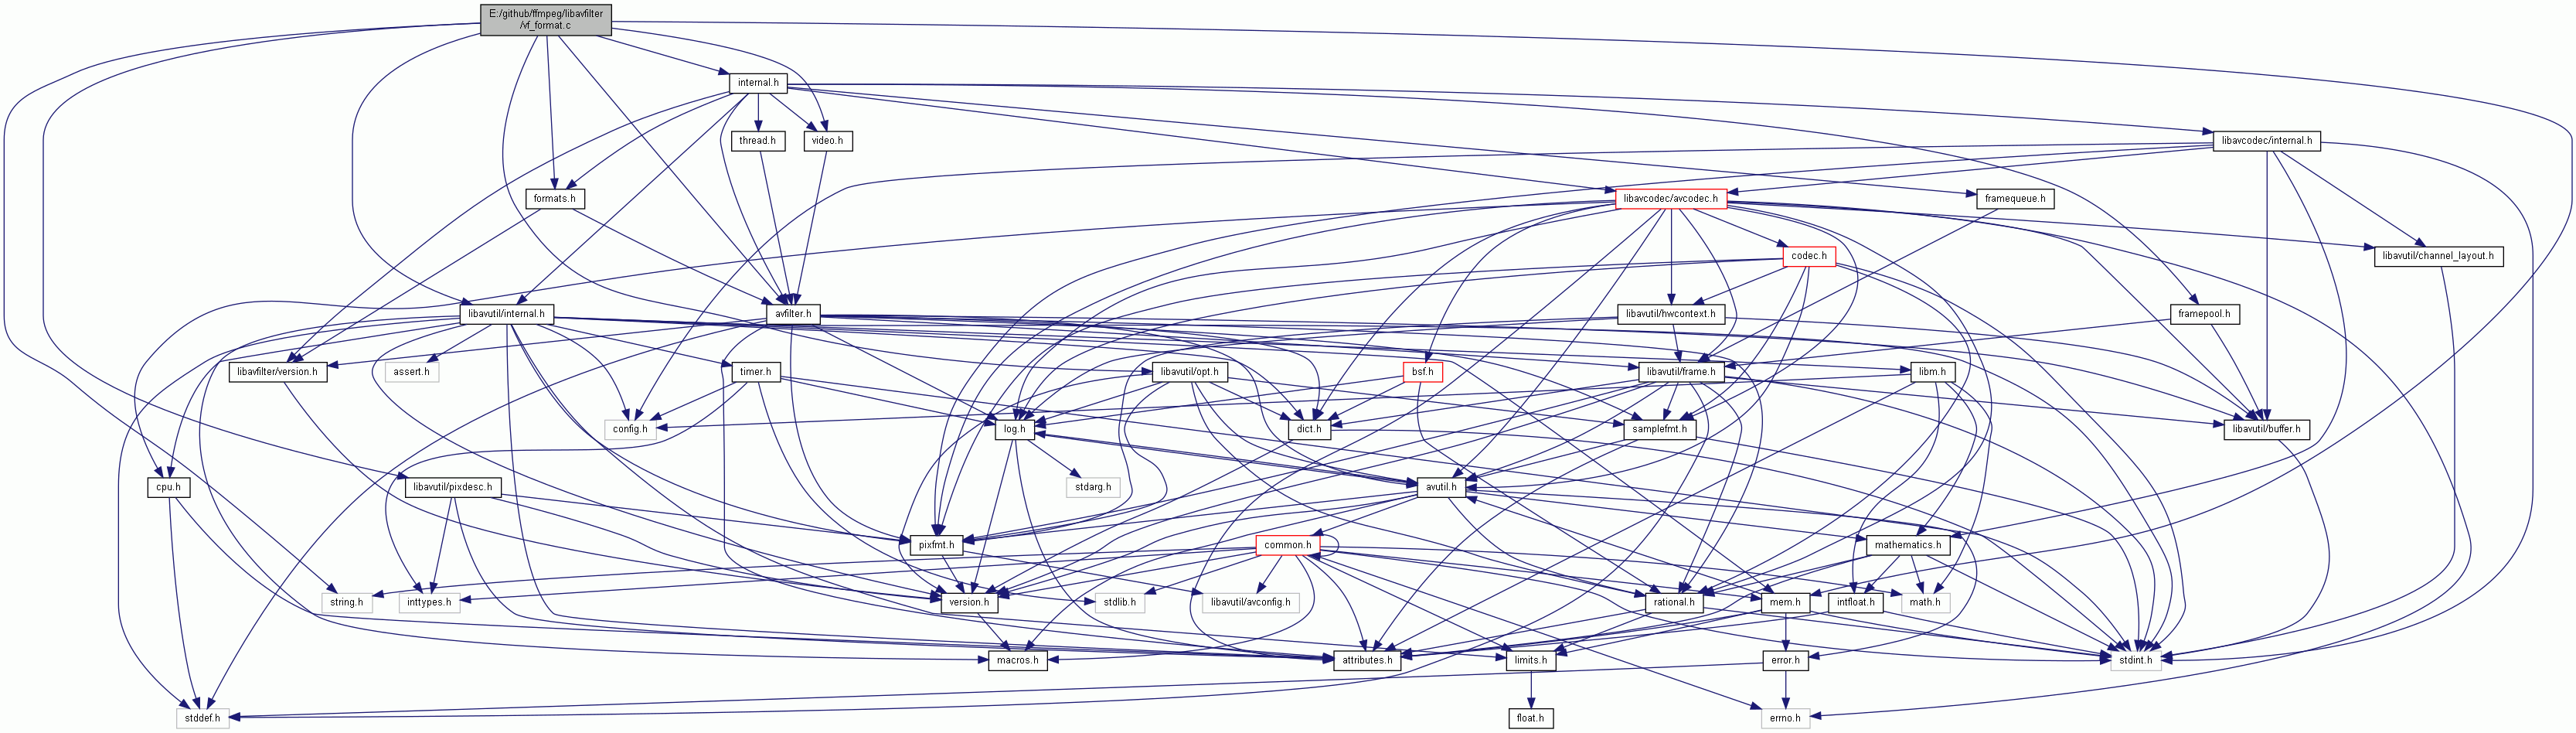 E:/github/ffmpeg/libavfilter
/vf_format.c
internal.h
thread.h
video.h
libavcodec/internal.h
formats.h
libavcodec/avcodec.h
framequeue.h
codec.h
libavutil/channel_layout.h
libavutil/internal.h
avfilter.h
libavutil/hwcontext.h
framepool.h
libavfilter/version.h
assert.h
timer.h
libavutil/opt.h
bsf.h
libavutil/frame.h
libm.h
config.h
log.h
dict.h
samplefmt.h
libavutil/buffer.h
cpu.h
libavutil/pixdesc.h
stdarg.h
avutil.h
pixfmt.h
common.h
mathematics.h
string.h
inttypes.h
version.h
stdlib.h
libavutil/avconfig.h
rational.h
mem.h
intfloat.h
math.h
macros.h
attributes.h
limits.h
error.h
stdint.h
stddef.h
float.h
errno.h